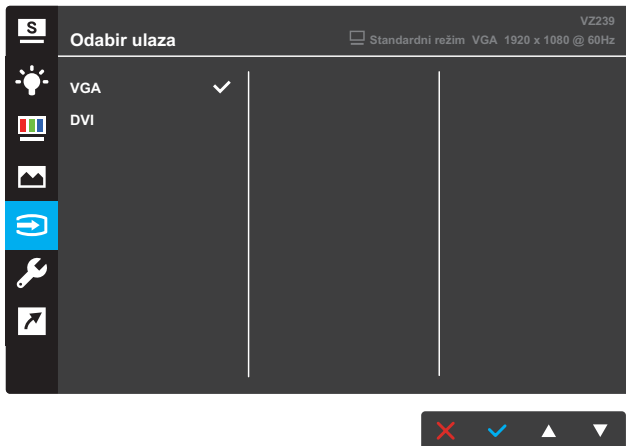 S
VZ239
Odabir ulaza
Standardni režim VGA 1920 x 1080 @ 60Hz
VGA
DVI